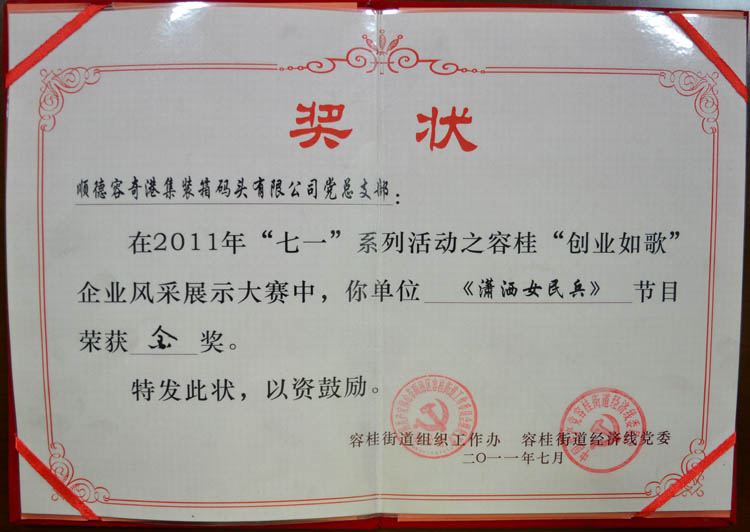 奖 状
顺德容奇港集装箱码头有限公司党总支部：
在2011年“七一”系列活动之容桂“创业如歌”
企业风采展示大赛中，你单位《潇洒女民兵》节目
荣获金奖。
特发此状，以资鼓励。
容桂街道组织工作办 容桂街道经济线党委
二〇一一年七月